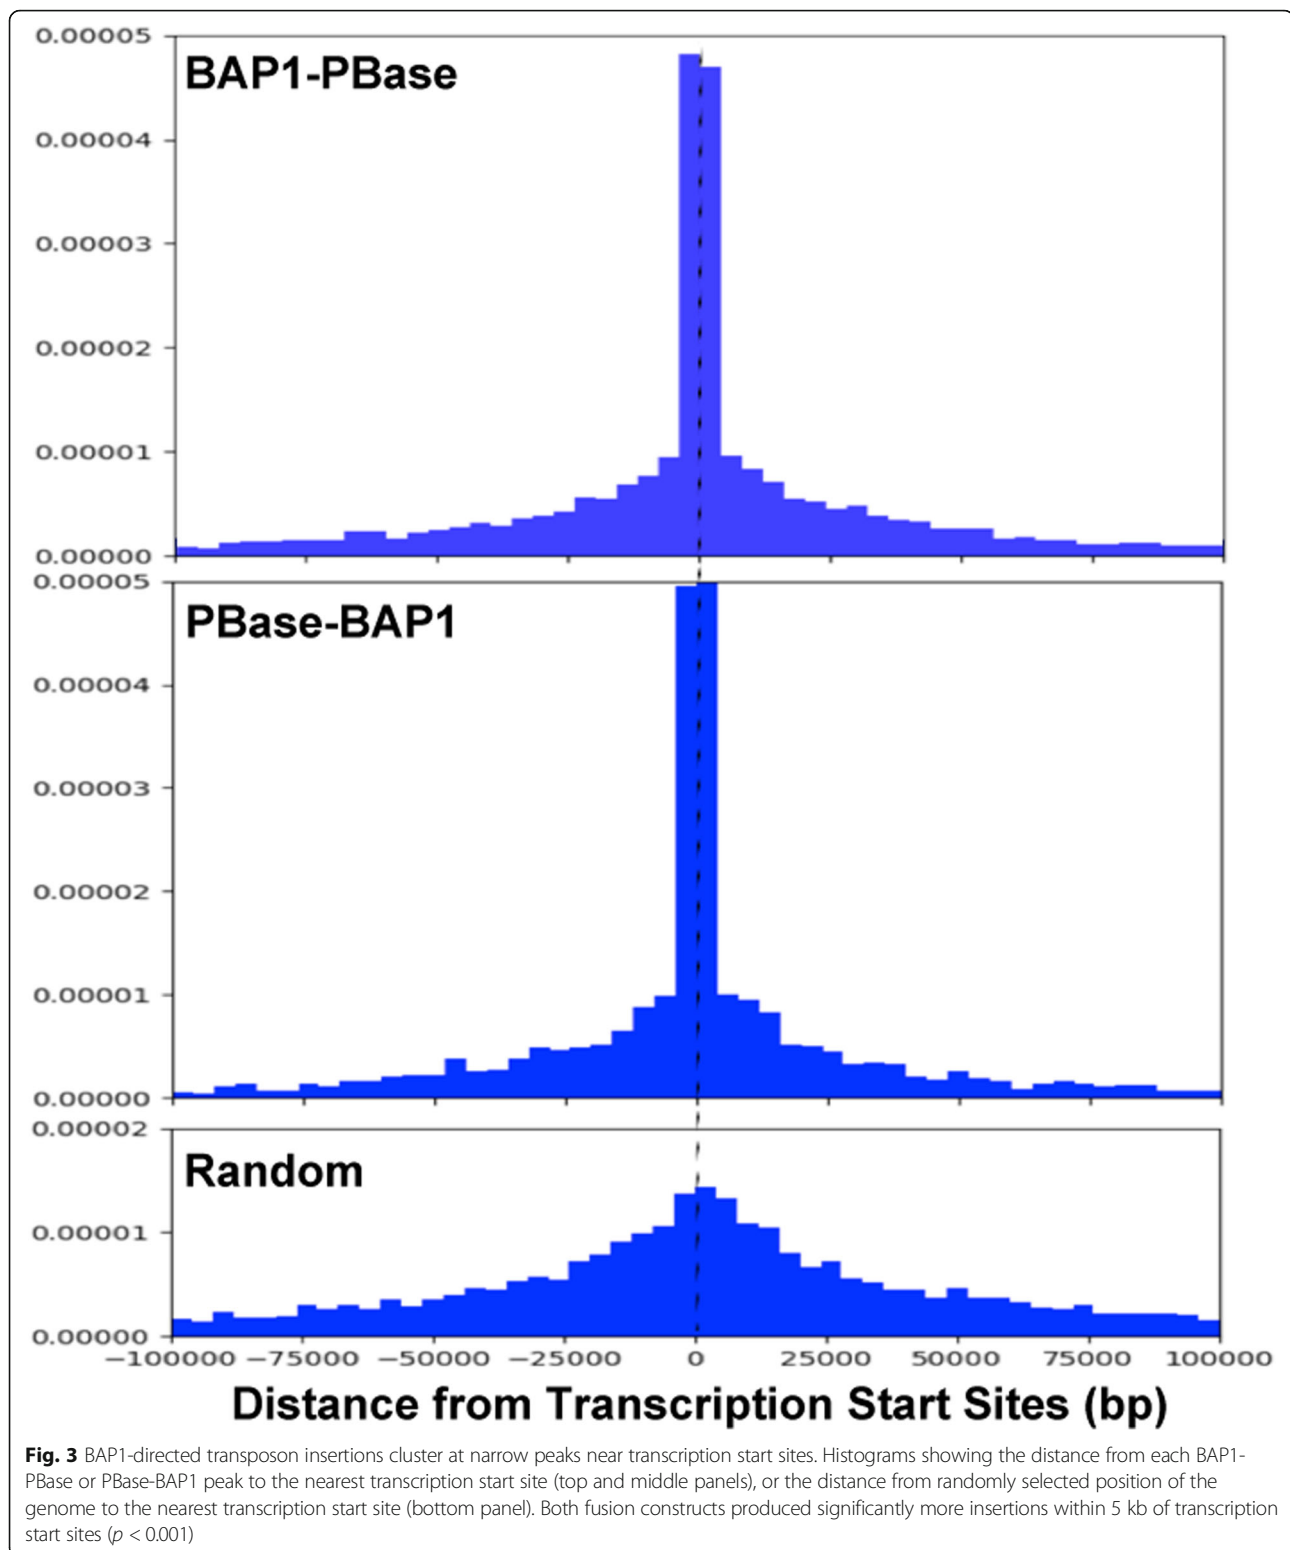 0.00005
BAP1-PBase
0.00004
0.00003
0.00002
0.00001
0.00000
0.00005
PBase-BAP1
0.00004
0.00003
0.00002
0.00001
0.00000
0.00002
Random
0.00001
0.00000
−100000 −75000 −50000 −25000 0 25000 50000 75000 100000
Distance from Transcription Start Sites (bp)
Fig. 3 BAP1-directed transposon insertions cluster at narrow peaks near transcription start sites. Histograms showing the distance from each BAP1-
PBase or PBase-BAP1 peak to the nearest transcription start site (top and middle panels), or the distance from randomly selected position of the
genome to the nearest transcription start site (bottom panel). Both fusion constructs produced significantly more insertions within 5 kb of transcription
start sites (p < 0.001)